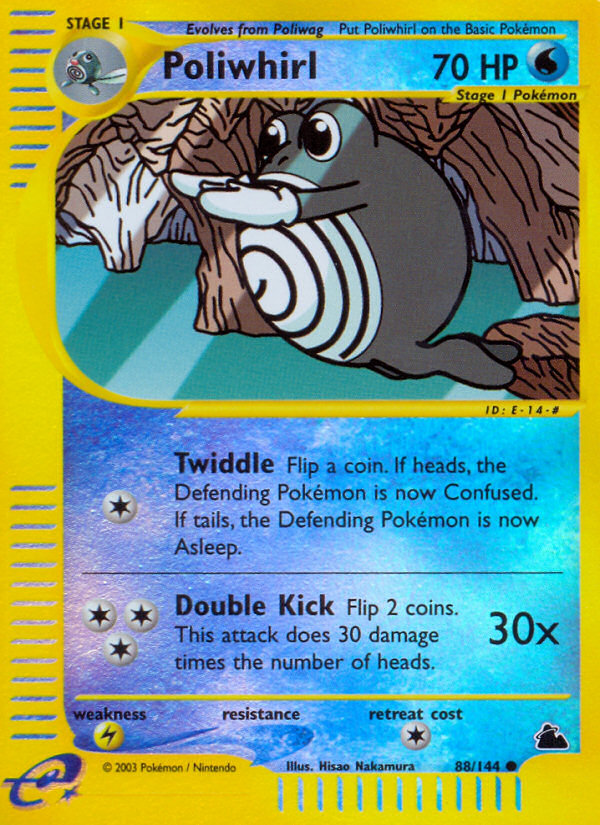 STAGE 1
Evolves from Poliwag Put Poliwhirl on the Basic Pokémon
Poliwhirl 70 HP
Stage 1 Pokémon
ID: E-14-#
Twiddle Flip a coin. If heads, the
Defending Pokémon is now Confused.
If tails, the Defending Pokémon is now
Asleep.
Double Kick Flip 2 coins.
This attack does 30 damage
times the number of heads.
30x
weakness resistance retreat cost
© 2003 Pokémon / Nintendo Illus. Hisao Nakamura 88/144
e